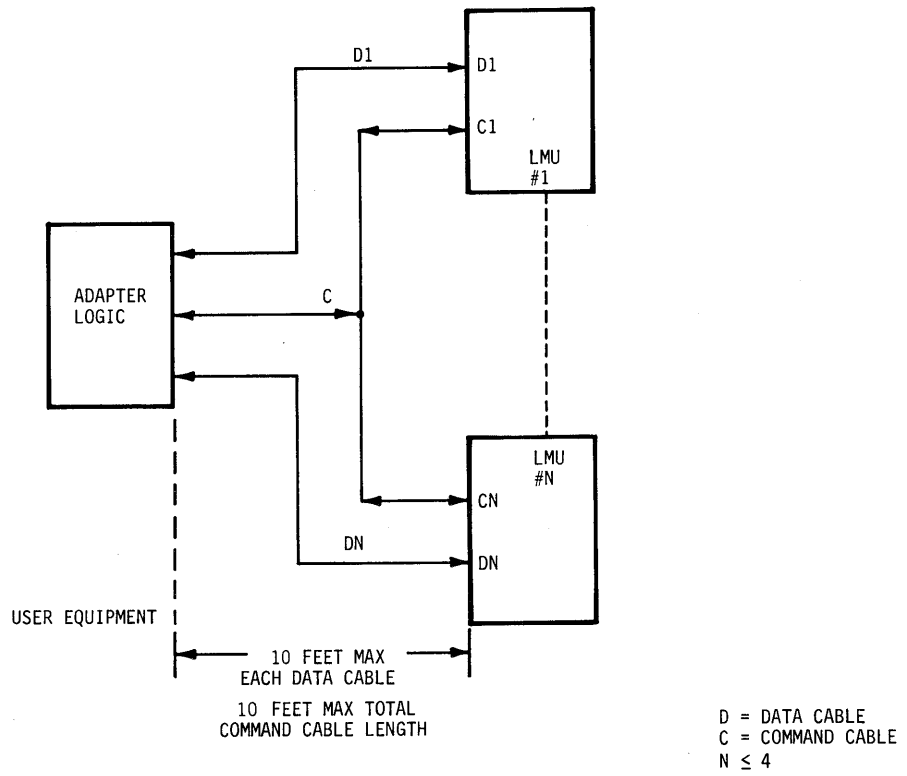 D1
D1
C1
LMU
#1
ADAPTER
LOGIC
C
LMU
#N
CN
DN
DN
USER EQUIPMENT
10 FEET MAX
EACH DATA CABLE
10 FEET MAX TOTAL
COMMAND CABLE LENGTH
D = DATA CABLE
C = COMMAND CABLE
N ≤ 4